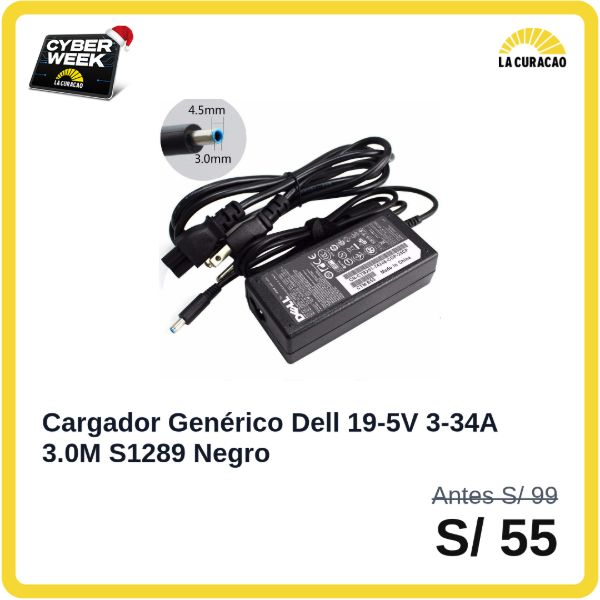 CYBER
WEEK
LA CURACAO
LA CURACAO
4.5mm
3.0mm
DELL
Made in China
Cargador Genérico Dell 19-5V 3-34A
3.0M S1289 Negro
Antes S/ 99
S/ 55